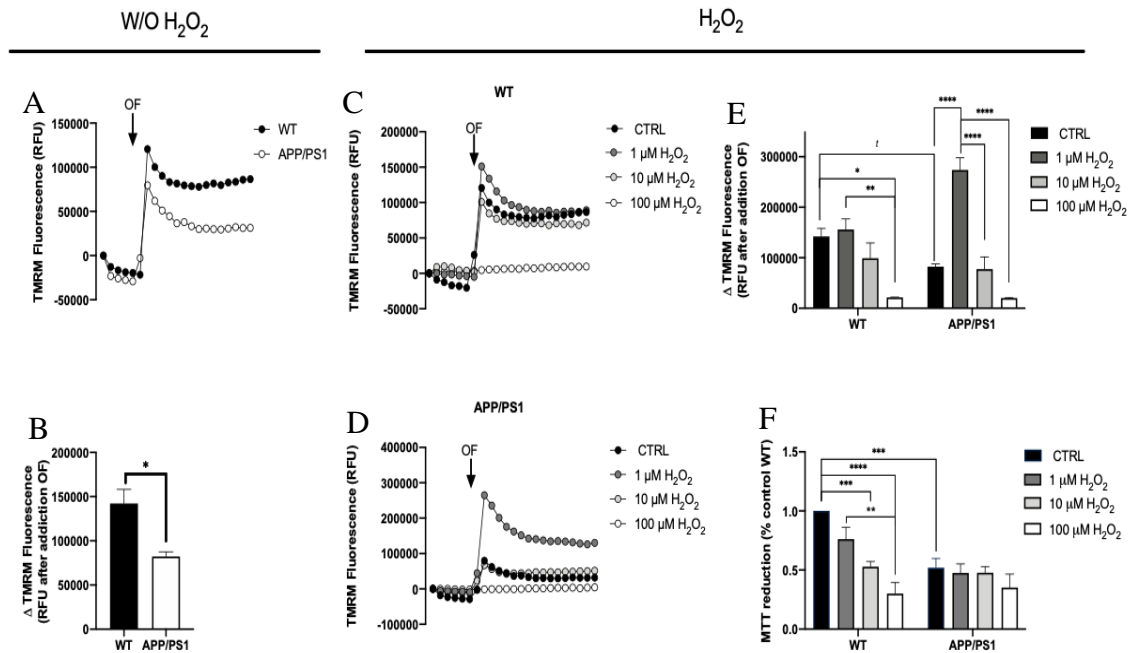 W/O H₂O₂
H₂O₂
A
OF
TMRM Fluorescence (RFU)
150000
100000
50000
0
-50000
WT
APP/PS1
C
WT
OF
TMRM Fluorescence (RFU)
200000
150000
100000
50000
0
-50000
CTRL
1 µM H₂O₂
10 µM H₂O₂
100 µM H₂O₂
E
Δ TMRM Fluorescence
(RFU after addition OF)
300000
200000
100000
0
t
*
**
****
****
****
WT
APP/PS1
CTRL
1 µM H₂O₂
10 µM H₂O₂
100 µM H₂O₂
B
Δ TMRM Fluorescence
(RFU after addiction OF)
200000
150000
100000
50000
0
*
WT
APP/PS1
D
APP/PS1
OF
TMRM Fluorescence (RFU)
400000
300000
200000
100000
0
-100000
CTRL
1 µM H₂O₂
10 µM H₂O₂
100 µM H₂O₂
F
MTT reduction (% control WT)
1.5
1.0
0.5
0.0
***
****
***
**
WT
APP/PS1
CTRL
1 µM H₂O₂
10 µM H₂O₂
100 µM H₂O₂